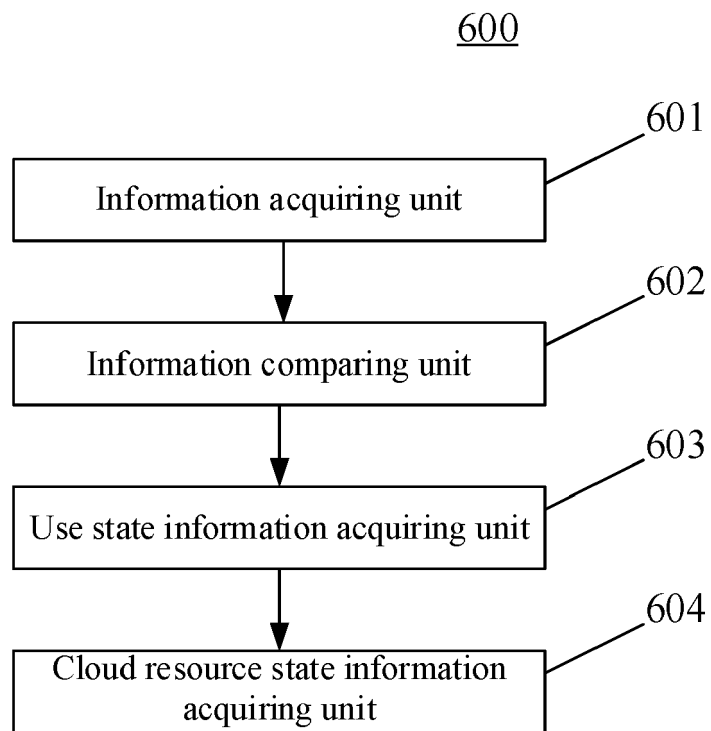 600
601
Information acquiring unit
602
Information comparing unit
603
Use state information acquiring unit
604
Cloud resource state information
acquiring unit